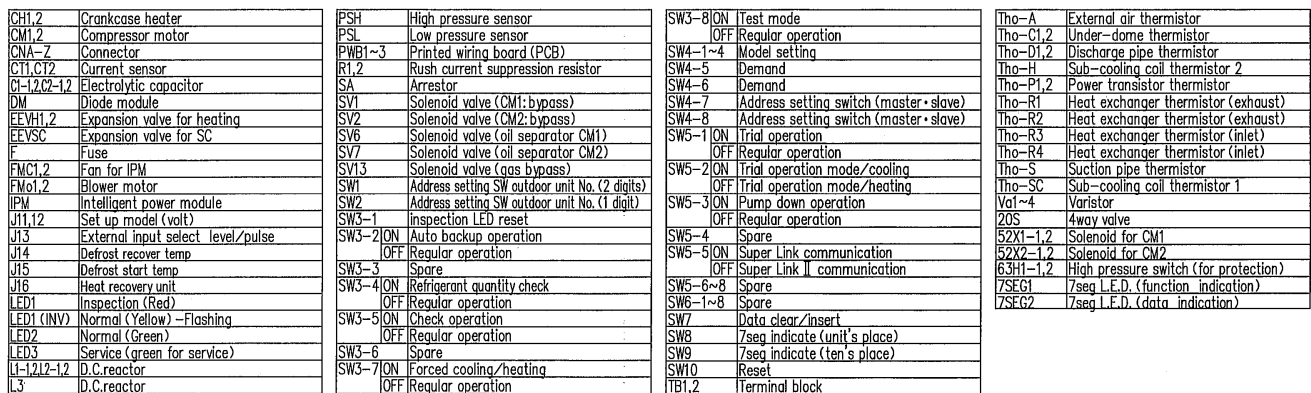 CH1,2 Crankcase heater
CM1,2 Compressor motor
CNA-Z Connector
CT1,CT2 Current sensor
C1-1,2,C2-1,2 Electrolytic capacitor
DM Diode module
EEVH1,2 Expansion valve for heating
EEVSC Expansion valve for SC
F Fuse
FMC1,2 Fan for IPM
FMo1,2 Blower motor
IPM Intelligent power module
J11,12 Set up model (volt)
J13 External input select level/pulse
J14 Defrost recover temp
J15 Defrost start temp
J16 Heat recovery unit
LED1 Inspection (Red)
LED1 (INV) Normal (Yellow) -Flashing
LED2 Normal (Green)
LED3 Service (green for service)
L1-1,2,L2-1,2 D.C.reactor
L3 D.C.reactor
PSH High pressure sensor
PSL Low pressure sensor
PWB1~3 Printed wiring board (PCB)
R1,2 Rush current suppression resistor
SA Arrestor
SV1 Solenoid valve (CM1:bypass)
SV2 Solenoid valve (CM2:bypass)
SV6 Solenoid valve (oil separator CM1)
SV7 Solenoid valve (oil separator CM2)
SV13 Solenoid valve (gas bypass)
SW1 Address setting SW outdoor unit No. (2 digits)
SW2 Address setting SW outdoor unit No. (1 digit)
SW3-1 inspection LED reset
SW3-2 ON Auto backup operation
OFF Regular operation
SW3-3 Spare
SW3-4 ON Refrigerant quantity check
OFF Regular operation
SW3-5 ON Check operation
OFF Regular operation
SW3-6 Spare
SW3-7 ON Forced cooling/heating
OFF Regular operation
SW3-8 ON Test mode
OFF Regular operation
SW4-1~4 Model setting
SW4-5 Demand
SW4-6 Demand
SW4-7 Address setting switch (master・slave)
SW4-8 Address setting switch (master・slave)
SW5-1 ON Trial operation
OFF Regular operation
SW5-2 ON Trial operation mode/cooling
OFF Trial operation mode/heating
SW5-3 ON Pump down operation
OFF Regular operation
SW5-4 Spare
SW5-5 ON Super Link communication
OFF Super Link Ⅱ communication
SW5-6~8 Spare
SW6-1~8 Spare
SW7 Data clear/insert
SW8 7seg indicate (unit's place)
SW9 7seg indicate (ten's place)
SW10 Reset
TB1,2 Terminal block
Tho-A External air thermistor
Tho-C1,2 Under-dome thermistor
Tho-D1,2 Discharge pipe thermistor
Tho-H Sub-cooling coil thermistor 2
Tho-P1,2 Power transistor thermistor
Tho-R1 Heat exchanger thermistor (exhaust)
Tho-R2 Heat exchanger thermistor (exhaust)
Tho-R3 Heat exchanger thermistor (inlet)
Tho-R4 Heat exchanger thermistor (inlet)
Tho-S Suction pipe thermistor
Tho-SC Sub-cooling coil thermistor 1
Va1~4 Varistor
20S 4way valve
52X1-1,2 Solenoid for CM1
52X2-1,2 Solenoid for CM2
63H1-1,2 High pressure switch (for protection)
7SEG1 7seg L.E.D. (function indication)
7SEG2 7seg L.E.D. (data indication)